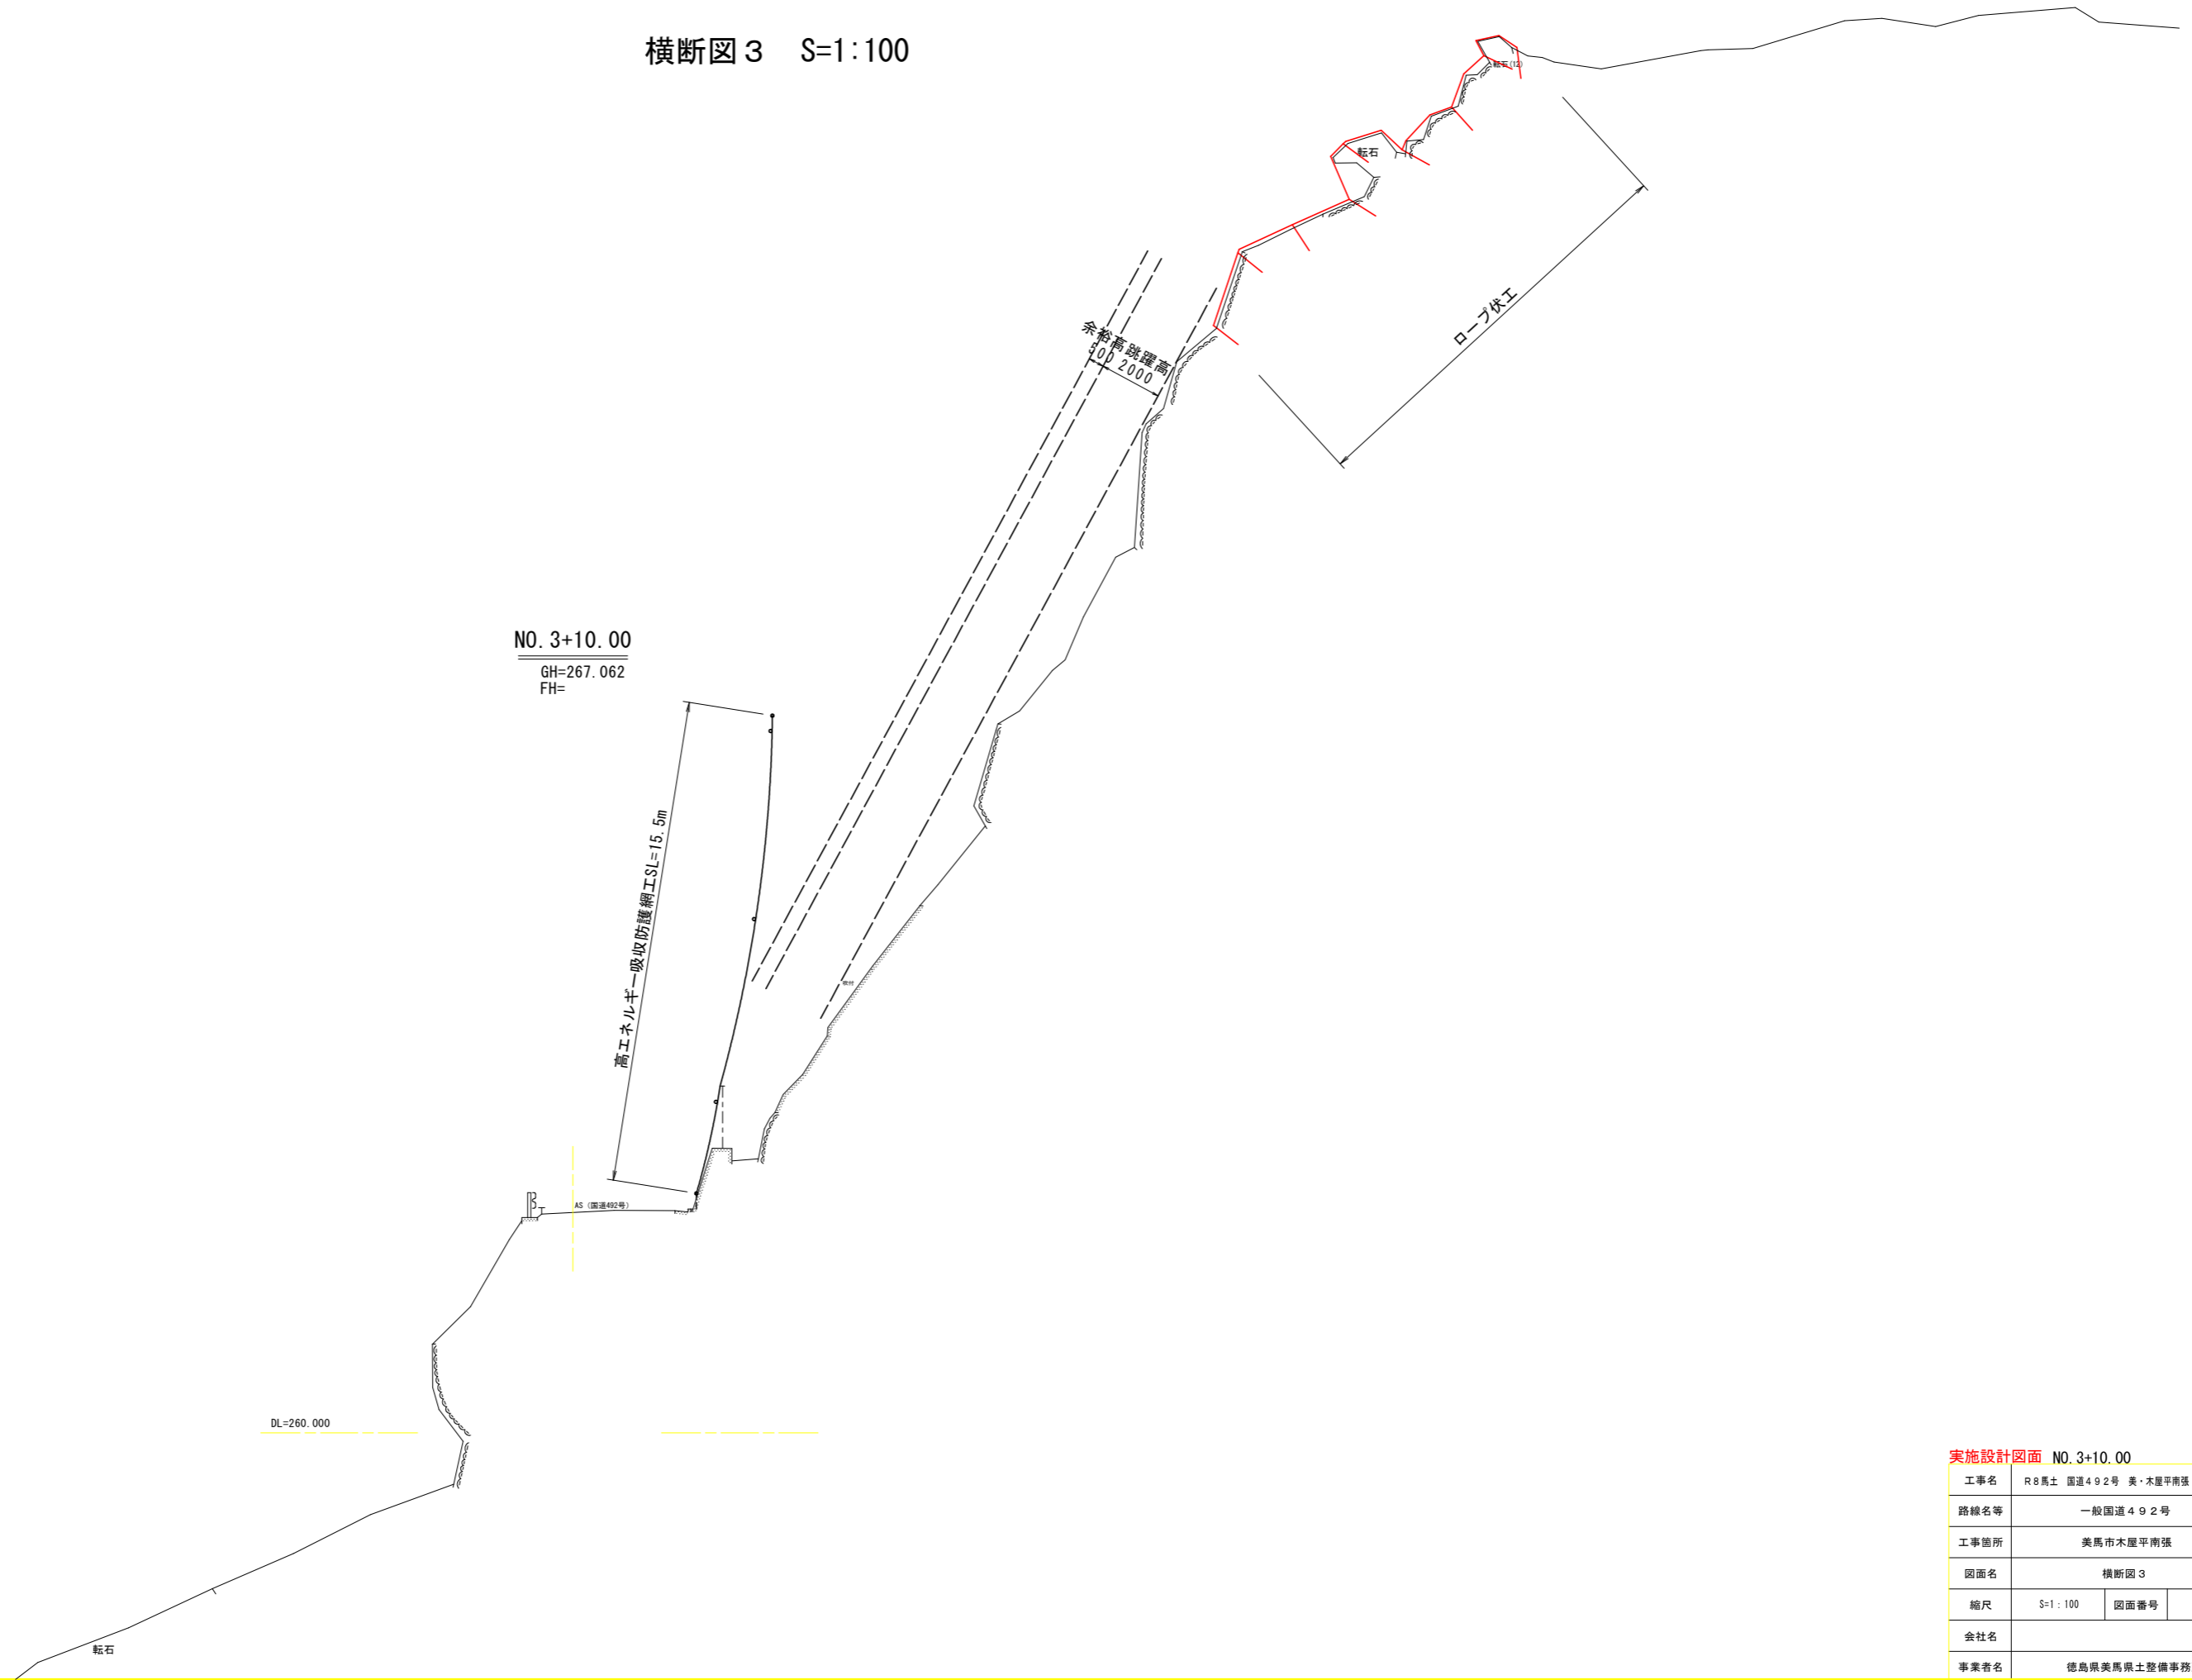 横断図３　S=1:100
転石(12)
転石
ロープ伏工
余裕高 跳躍高
500 2000
NO.3+10.00
GH=267.062
FH=
高エネルギー吸収防護網工SL=15.5m
吹付
AS（国道492号）
DL=260.000
転石
実施設計図面 NO.3+10.00
工事名 Ｒ８馬土　国道４９２号　美・木屋平南張
路線名等 一般国道４９２号
工事箇所 美馬市木屋平南張
図面名 横断図３
縮尺 S=1：100 図面番号
会社名
事業者名 徳島県美馬県土整備事務